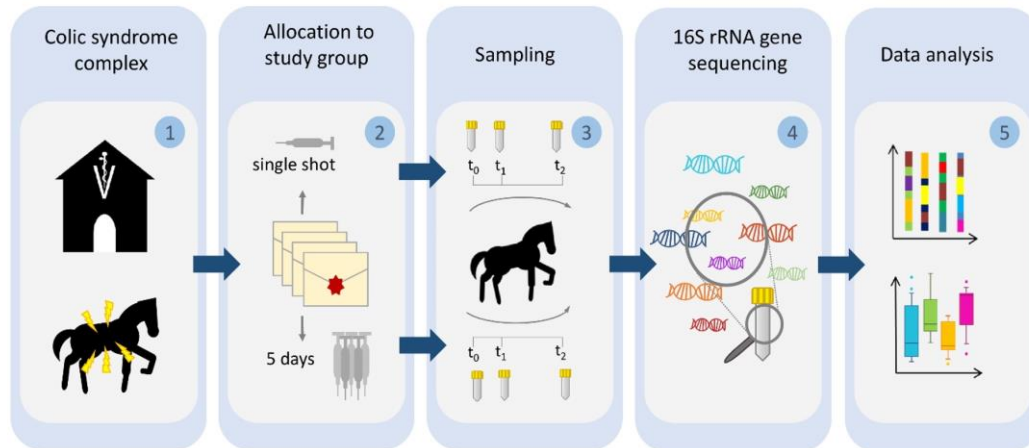 Colic syndrome
complex
1
V
Allocation to
study group
2
single shot
5 days
Sampling
3
t₀ t₁ t₂
t₀ t₁ t₂
16S rRNA gene
sequencing
4
Data analysis
5